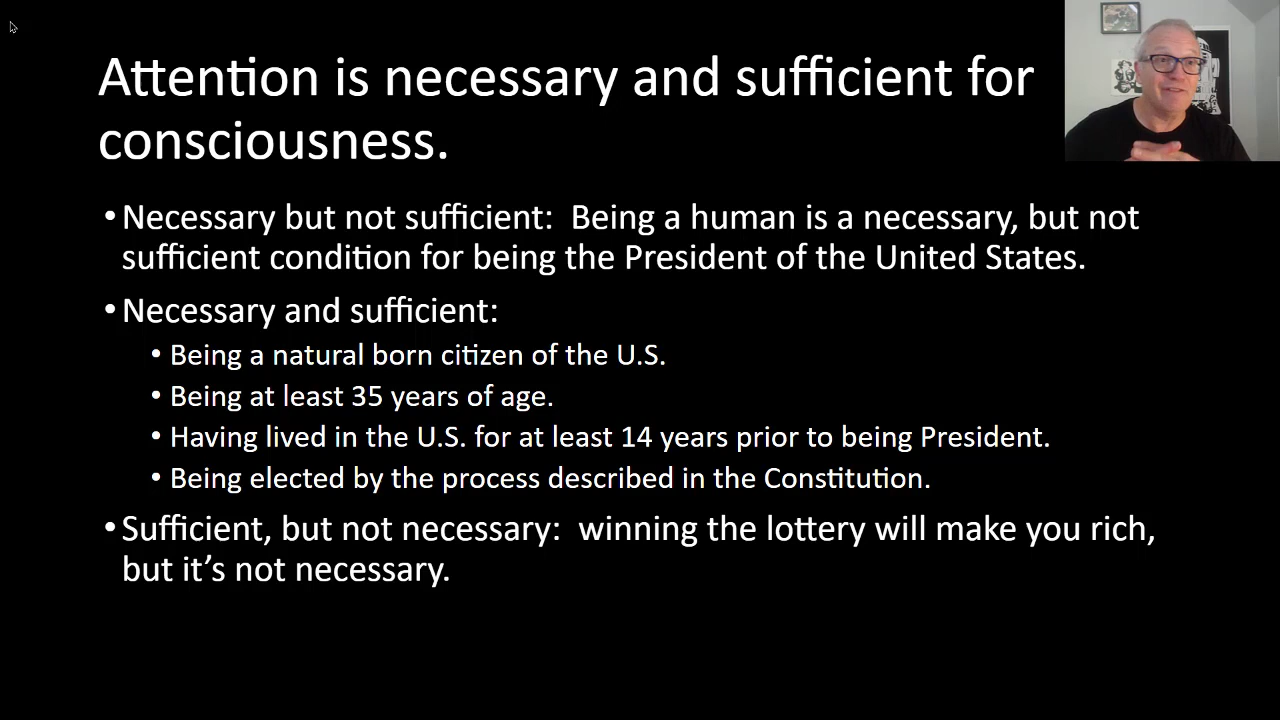 Attention is necessary and sufficient for
consciousness.
•Necessary but not sufficient:  Being a human is a necessary, but not
sufficient condition for being the President of the United States.
•Necessary and sufficient:
• Being a natural born citizen of the U.S.
• Being at least 35 years of age.
• Having lived in the U.S. for at least 14 years prior to being President.
• Being elected by the process described in the Constitution.
•Sufficient, but not necessary:  winning the lottery will make you rich,
but it’s not necessary.